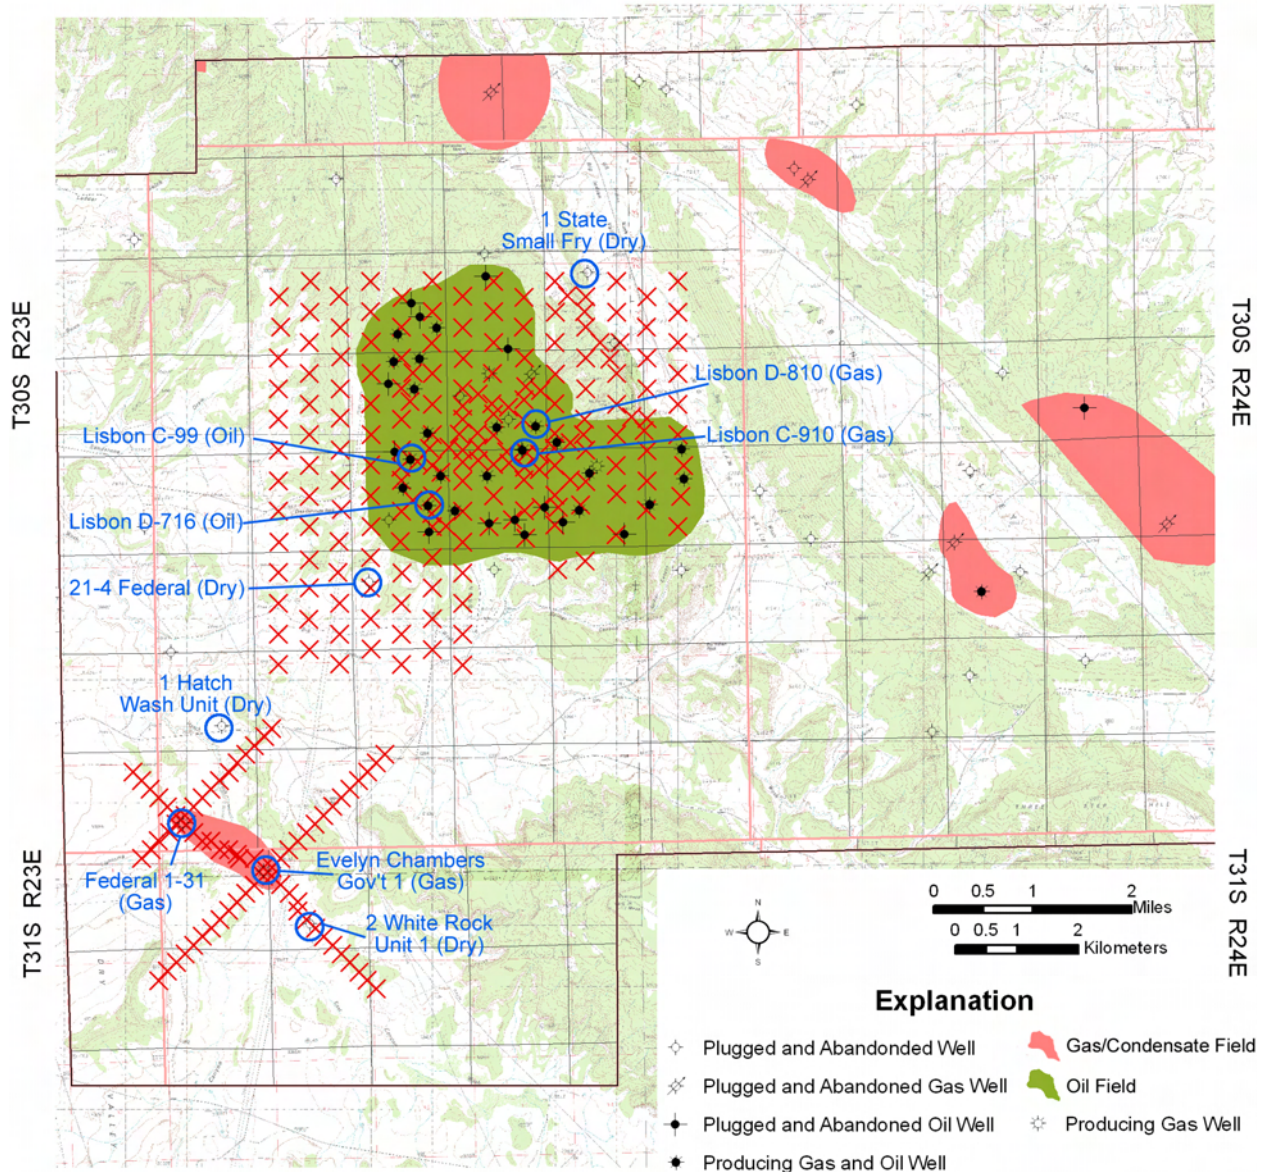 1 State
Small Fry (Dry)
T30S R23E
T30S R24E
Lisbon D-810 (Gas)
Lisbon C-99 (Oil)
Lisbon C-910 (Gas)
Lisbon D-716 (Oil)
21-4 Federal (Dry)
1 Hatch
Wash Unit (Dry)
Federal 1-31
(Gas)
Evelyn Chambers
Gov't 1 (Gas)
2 White Rock
Unit 1 (Dry)
T31S R23E
T31S R24E
0 0.5 1 2
Miles
0 0.5 1 2
Kilometers
N
W E
S
Explanation
Plugged and Abandonded Well
Gas/Condensate Field
Plugged and Abandoned Gas Well
Oil Field
Plugged and Abandoned Oil Well
Producing Gas Well
Producing Gas and Oil Well
DRY
VALLEY